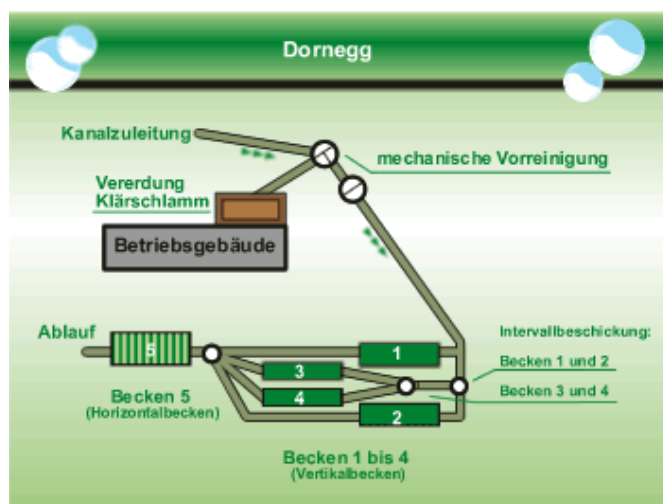 Dornegg
Kanalzuleitung
mechanische Vorreinigung
Vererdung
Klärschlamm
Betriebsgebäude
Ablauf
5
1
3
4
2
Intervallbeschickung:
Becken 1 und 2
Becken 3 und 4
Becken 5
(Horizontalbecken)
Becken 1 bis 4
(Vertikalbecken)